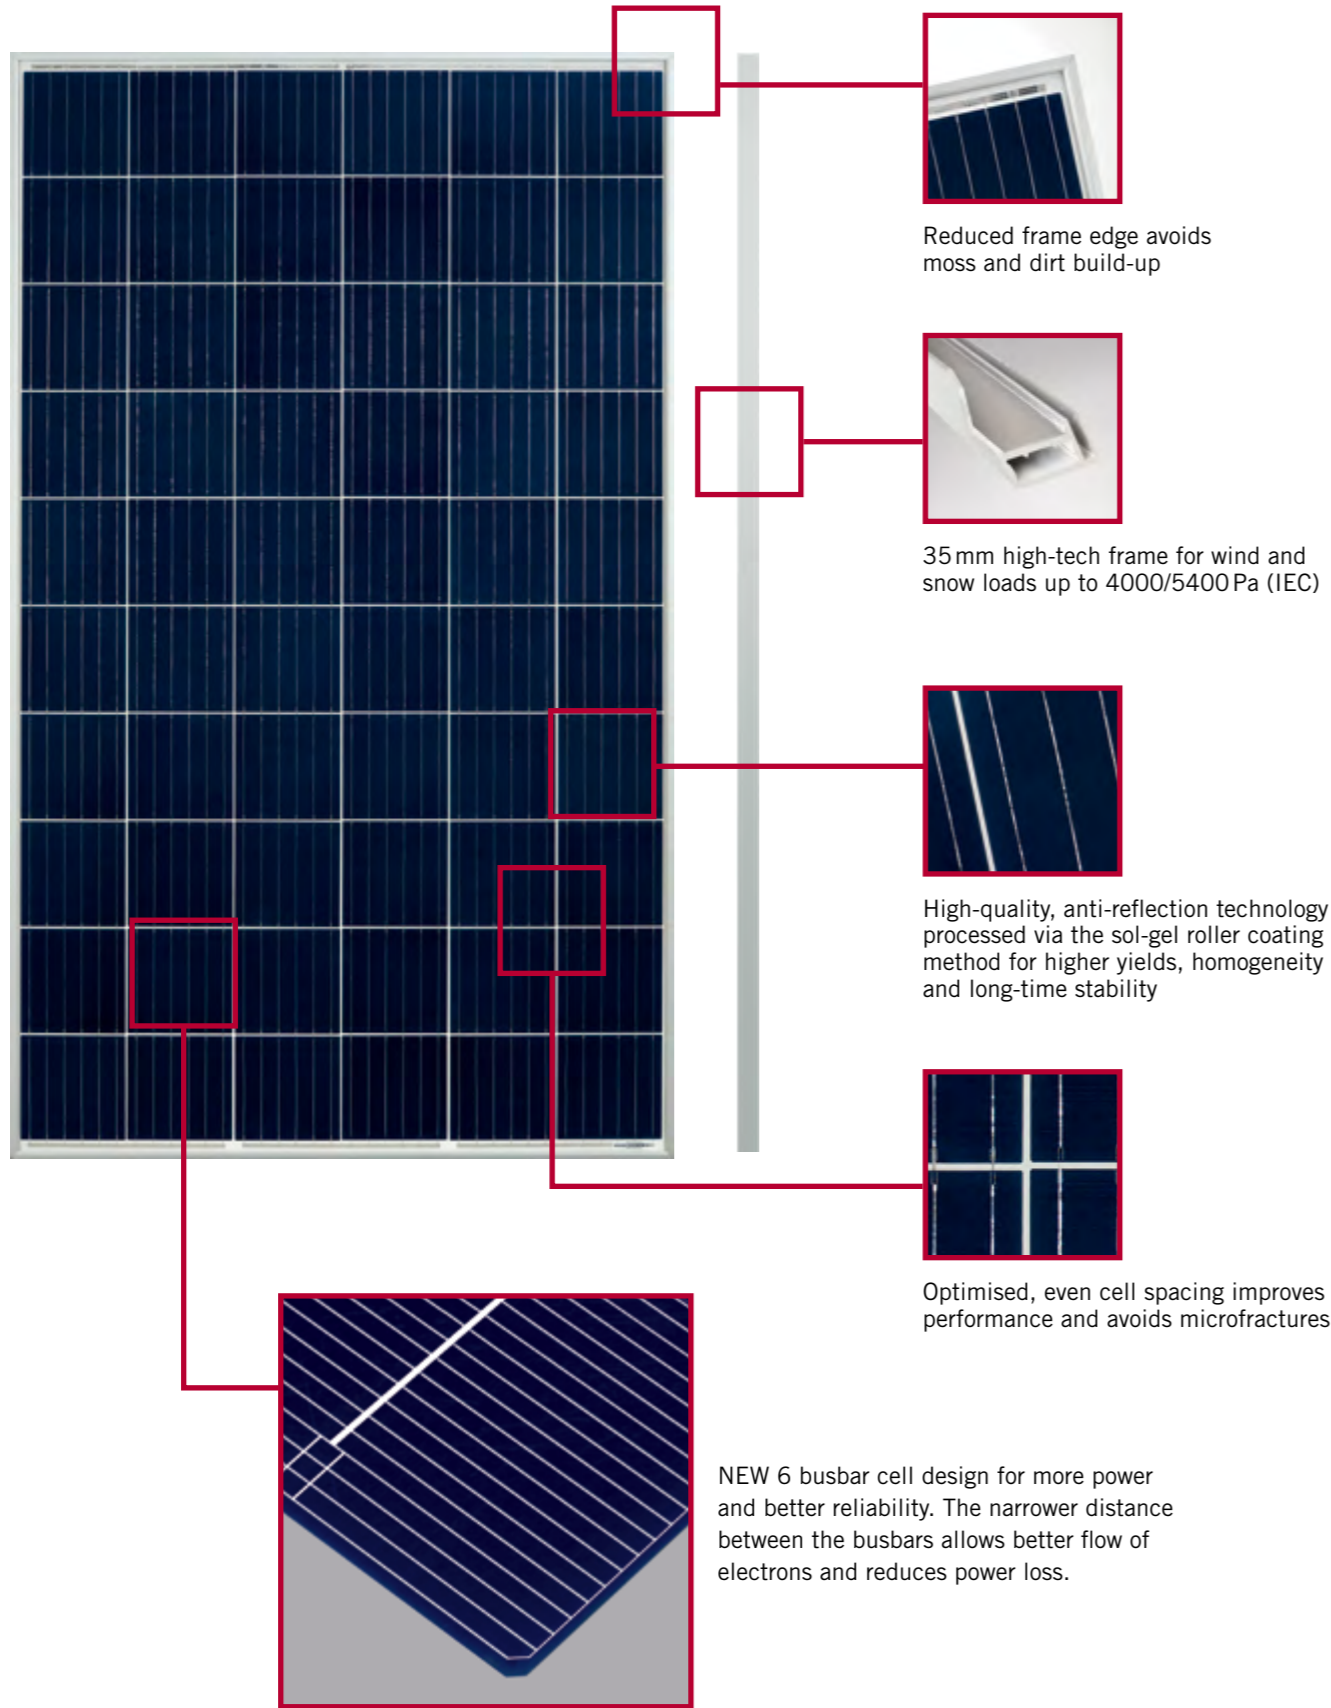 Reduced frame edge avoids
moss and dirt build-up
35 mm high-tech frame for wind and
snow loads up to 4000/5400 Pa (IEC)
High-quality, anti-reflection technology
processed via the sol-gel roller coating
method for higher yields, homogeneity
and long-time stability
Optimised, even cell spacing improves
performance and avoids microfractures
NEW 6 busbar cell design for more power
and better reliability. The narrower distance
between the busbars allows better flow of
electrons and reduces power loss.